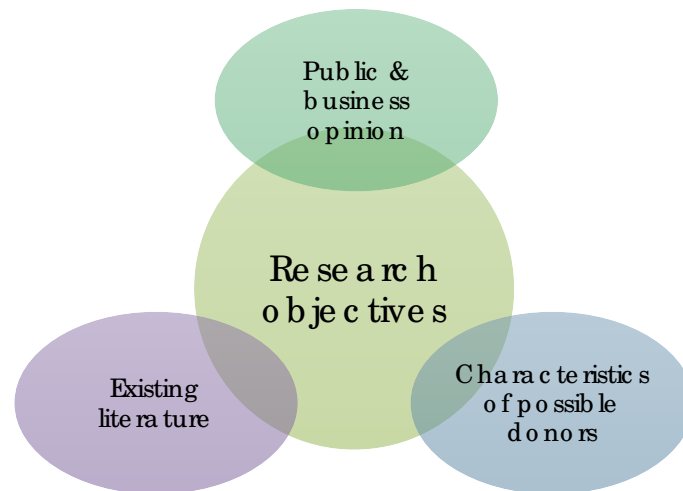 Public &
business
opinion
Research
objectives
Existing
literature
Characteristics
of possible
donors